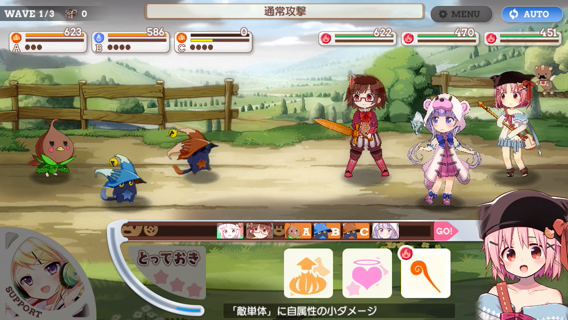 WAVE 1/3 0
通常攻撃
MENU
AUTO
623
586
0
622
470
451
A
B
C
A B C GO!
とっておき
SUPPORT
「敵単体」に自属性の小ダメージ